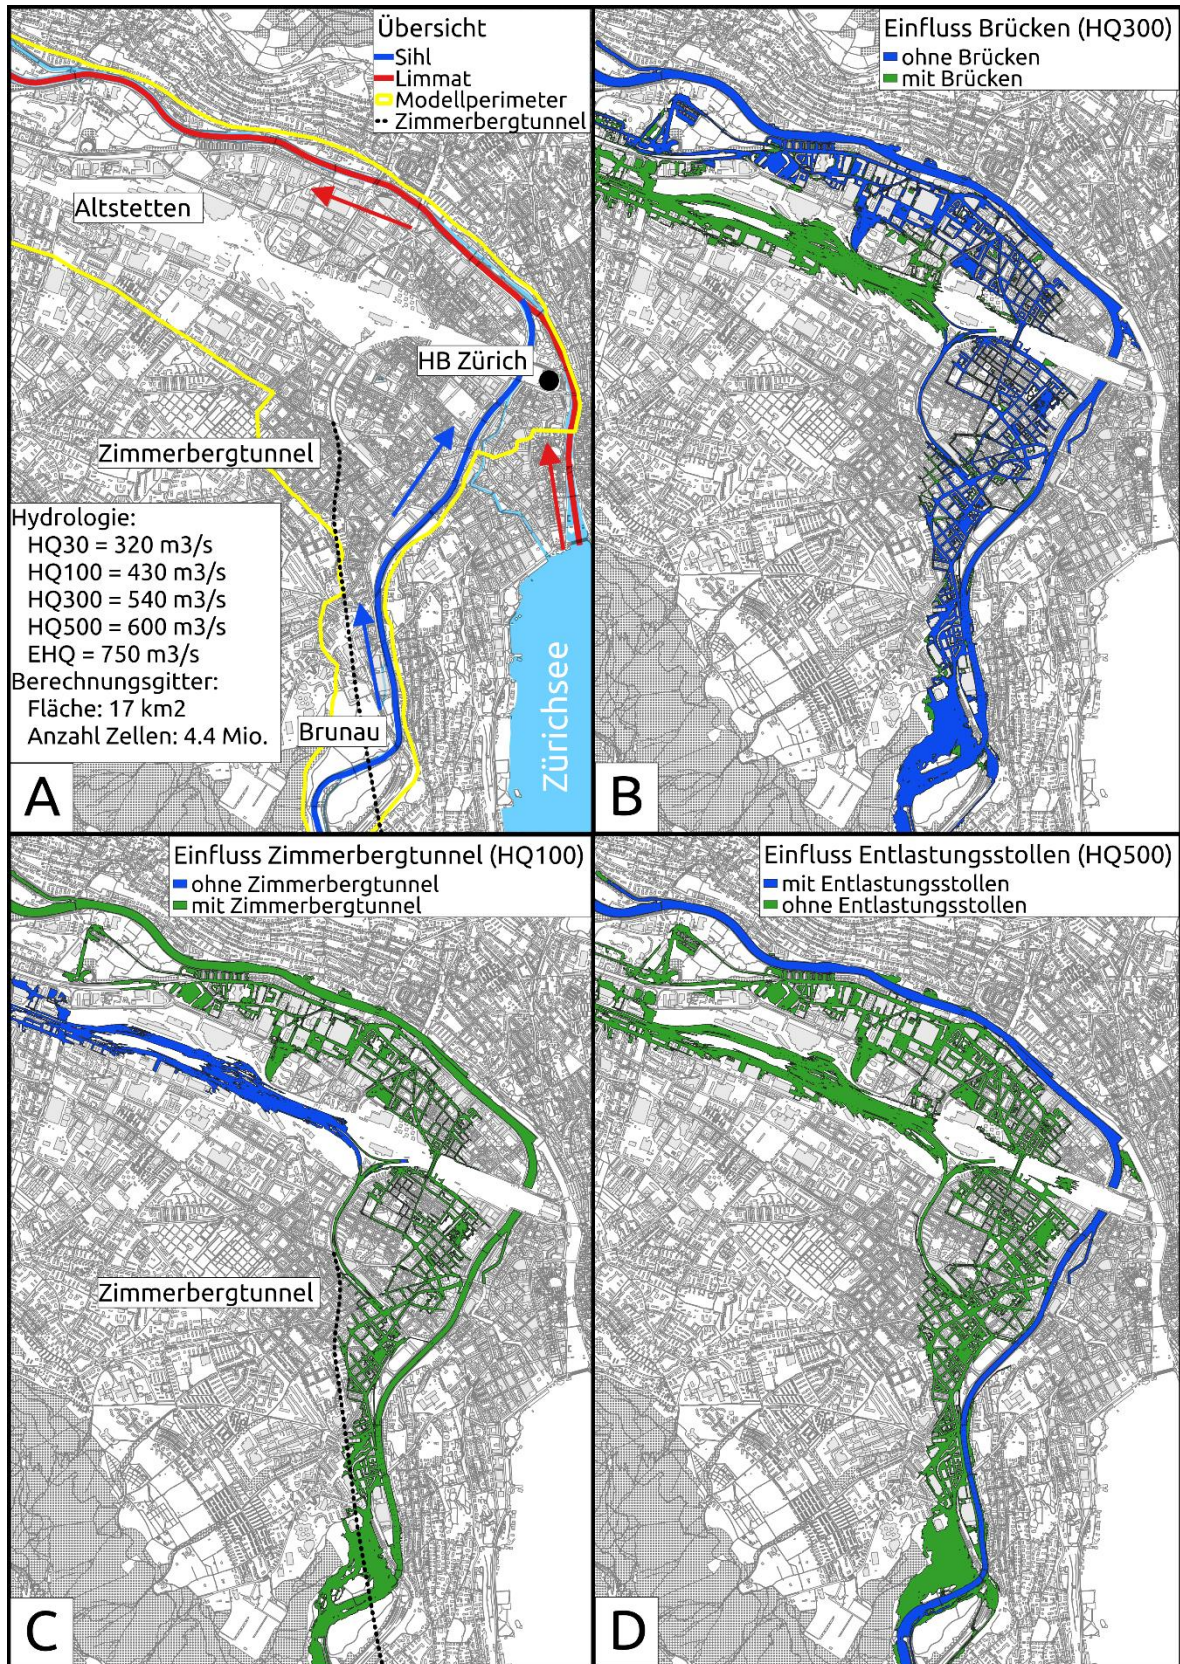 Übersicht
Sihl
Limmat
Modellperimeter
Zimmerbergtunnel
Altstetten
HB Zürich
Zimmerbergtunnel
Hydrologie:
HQ30 = 320 m3/s
HQ100 = 430 m3/s
HQ300 = 540 m3/s
HQ500 = 600 m3/s
EHQ = 750 m3/s
Berechnungsgitter:
Fläche: 17 km2
Anzahl Zellen: 4.4 Mio.
Brunau
Zürichsee
A
Einfluss Brücken (HQ300)
ohne Brücken
mit Brücken
B
Einfluss Zimmerbergtunnel (HQ100)
ohne Zimmerbergtunnel
mit Zimmerbergtunnel
Zimmerbergtunnel
C
Einfluss Entlastungsstollen (HQ500)
mit Entlastungsstollen
ohne Entlastungsstollen
D